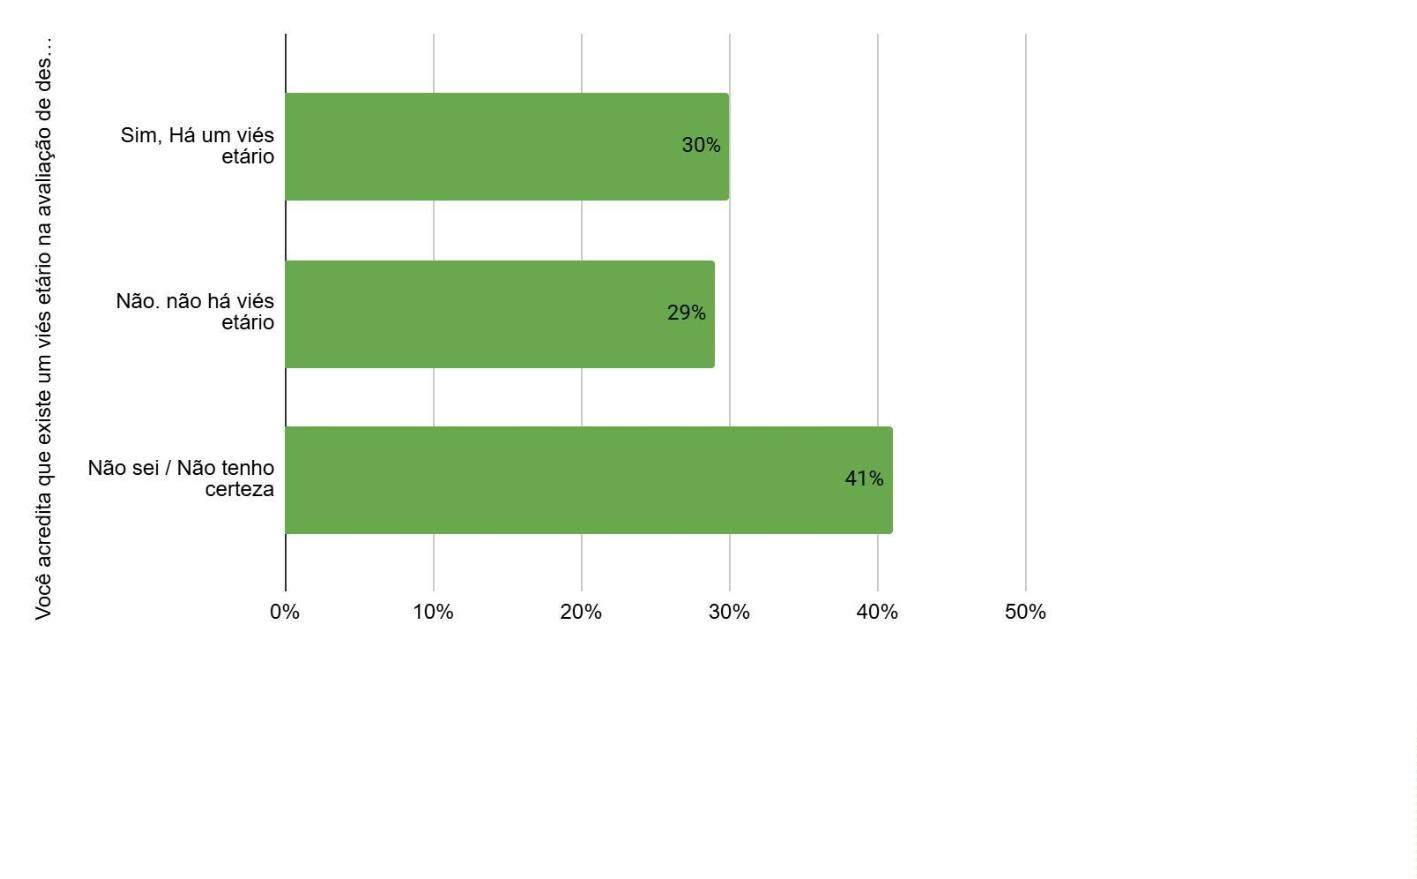 Você acredita que existe um viés etário na avaliação de des…
Sim, Há um viés
etário
30%
Não. não há viés
etário
29%
Não sei / Não tenho
certeza
41%
0% 10% 20% 30% 40% 50%